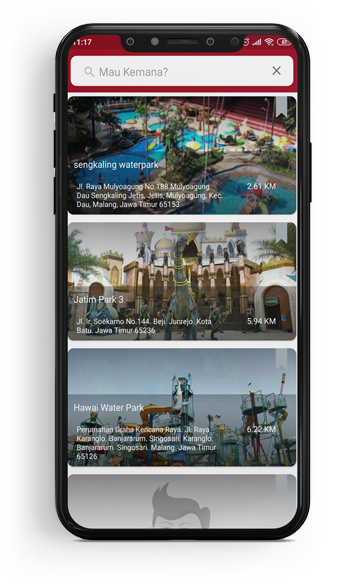 11:17
Mau Kemana?
sengkaling waterpark
Jl. Raya Mulyoagung No.188 Mulyoagung
Dau Sengkaling Jetis, Jetis, Mulyoagung, Kec.
Dau, Malang, Jawa Timur 65153
2.61 KM
Jatim Park 3
Jl. Ir. Soekarno No.144. Beji. Junrejo. Kota
Batu. Jawa Timur 65236
5.94 KM
Hawai Water Park
Perumahan Graha Kencana Raya. Jl. Raya
Karanglo. Banjararum. Singosari. Karanglo.
Banjararum. Singosari. Malang. Jawa Timur
65126
6.22 KM